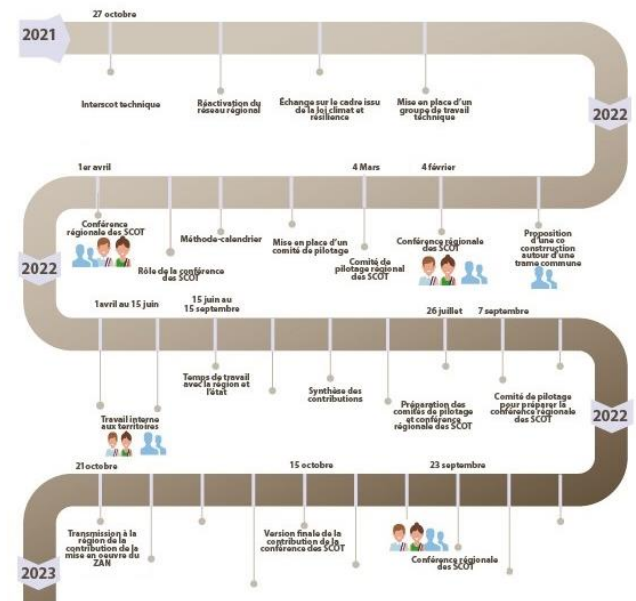 27 octobre
2021
Interscot technique
Réactivation du
réseau régional
Échange sur le cadre issu
de la loi climat et
résilience
Mise en place d'un
groupe de travail
technique
2022
1er avril
4 Mars
4 février
Conférence
régionale des SCOT
Rôle de la conférence
des SCOT
Méthode-calendrier
Mise en place d'un
comité de pilotage
Comité de
pilotage régional
des SCOT
Conférence régionale
des SCOT
Proposition
d'une co
construction
autour d'une
trame commune
2022
1avril au 15 juin
15 juin au
15 septembre
26 juillet
7 septembre
Travail interne
aux territoires
Temps de travail
avec la région et
l'état
Synthèse des
contributions
Préparation des
comités de pilotage
et conférence
régionale des SCOT
Comité de pilotage
pour préparer la
conférence régionale
des SCOT
2022
21octobre
15 octobre
23 septembre
Transmission à la
région de la
contribution de la
mise en oeuvre du
ZAN
Version finale de la
contribution de la
conférence des SCOT
Conférence régionale
des SCOT
2023